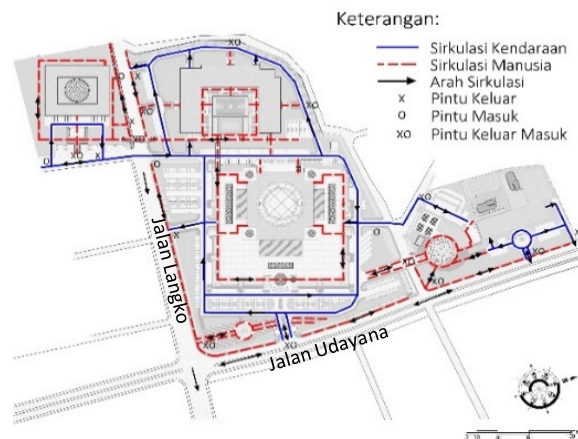 Keterangan:
Sirkulasi Kendaraan
Sirkulasi Manusia
Arah Sirkulasi
x Pintu Keluar
o Pintu Masuk
xo Pintu Keluar Masuk
Jalan Langko
Jalan Udayana